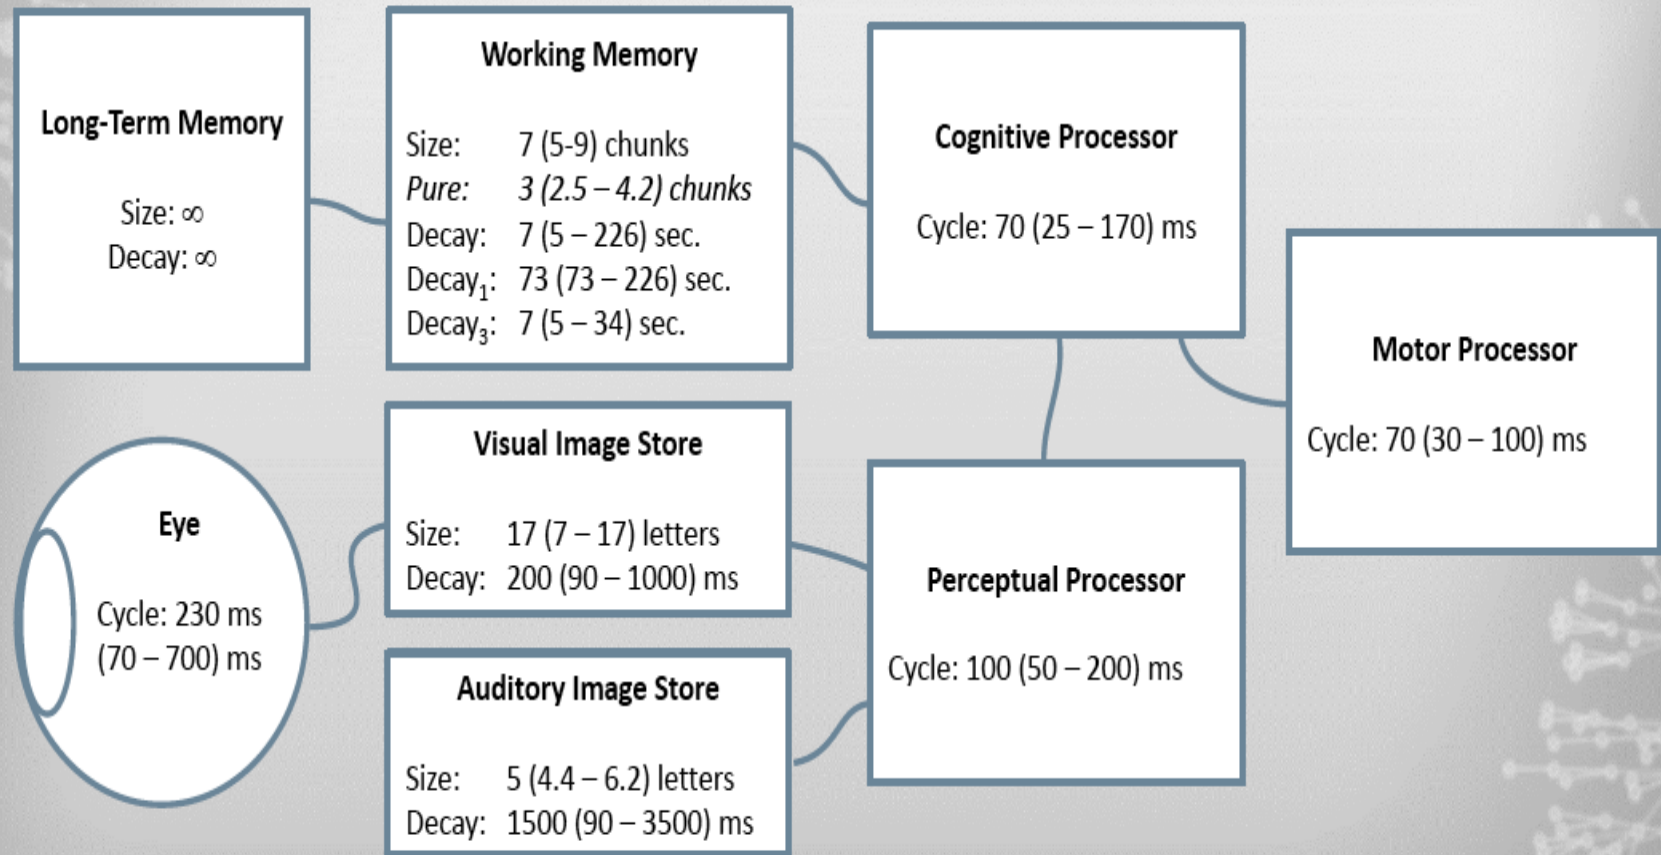 Long-Term Memory
Size: ∞
Decay: ∞
Working Memory
Size: 7 (5-9) chunks
Pure: 3 (2.5 – 4.2) chunks
Decay: 7 (5 – 226) sec.
Decay₁: 73 (73 – 226) sec.
Decay₃: 7 (5 – 34) sec.
Cognitive Processor
Cycle: 70 (25 – 170) ms
Motor Processor
Cycle: 70 (30 – 100) ms
Eye
Cycle: 230 ms
(70 – 700) ms
Visual Image Store
Size: 17 (7 – 17) letters
Decay: 200 (90 – 1000) ms
Auditory Image Store
Size: 5 (4.4 – 6.2) letters
Decay: 1500 (90 – 3500) ms
Perceptual Processor
Cycle: 100 (50 – 200) ms